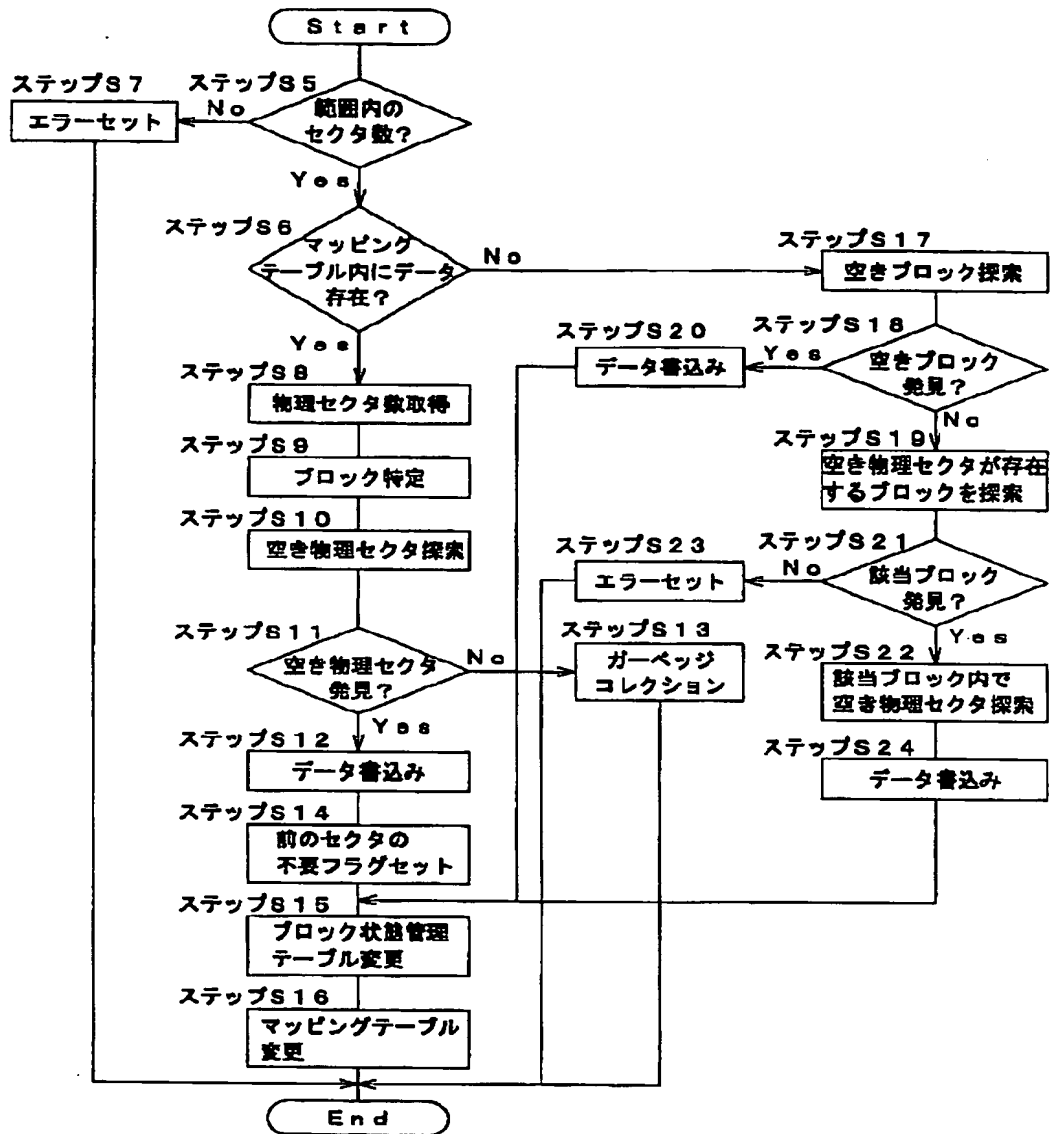 Start
ステップS7
ステップS5
エラーセット
No
範囲内の
セクタ数?
Yes
ステップS6
マッピング
テーブル内にデータ
存在?
No
Yes
ステップS17
空きブロック探索
ステップS18
空きブロック
発見?
Yes
No
ステップS20
データ書込み
ステップS8
物理セクタ数取得
ステップS9
ブロック特定
ステップS10
空き物理セクタ探索
ステップS19
空き物理セクタが存在
するブロックを探索
ステップS21
該当ブロック
発見?
No
Yes
ステップS23
エラーセット
ステップS11
空き物理セクタ
発見?
No
Yes
ステップS13
ガーベッジ
コレクション
ステップS22
該当ブロック内で
空き物理セクタ探索
ステップS12
データ書込み
ステップS24
データ書込み
ステップS14
前のセクタの
不要フラグセット
ステップS15
ブロック状態管理
テーブル変更
ステップS16
マッピングテーブル
変更
End